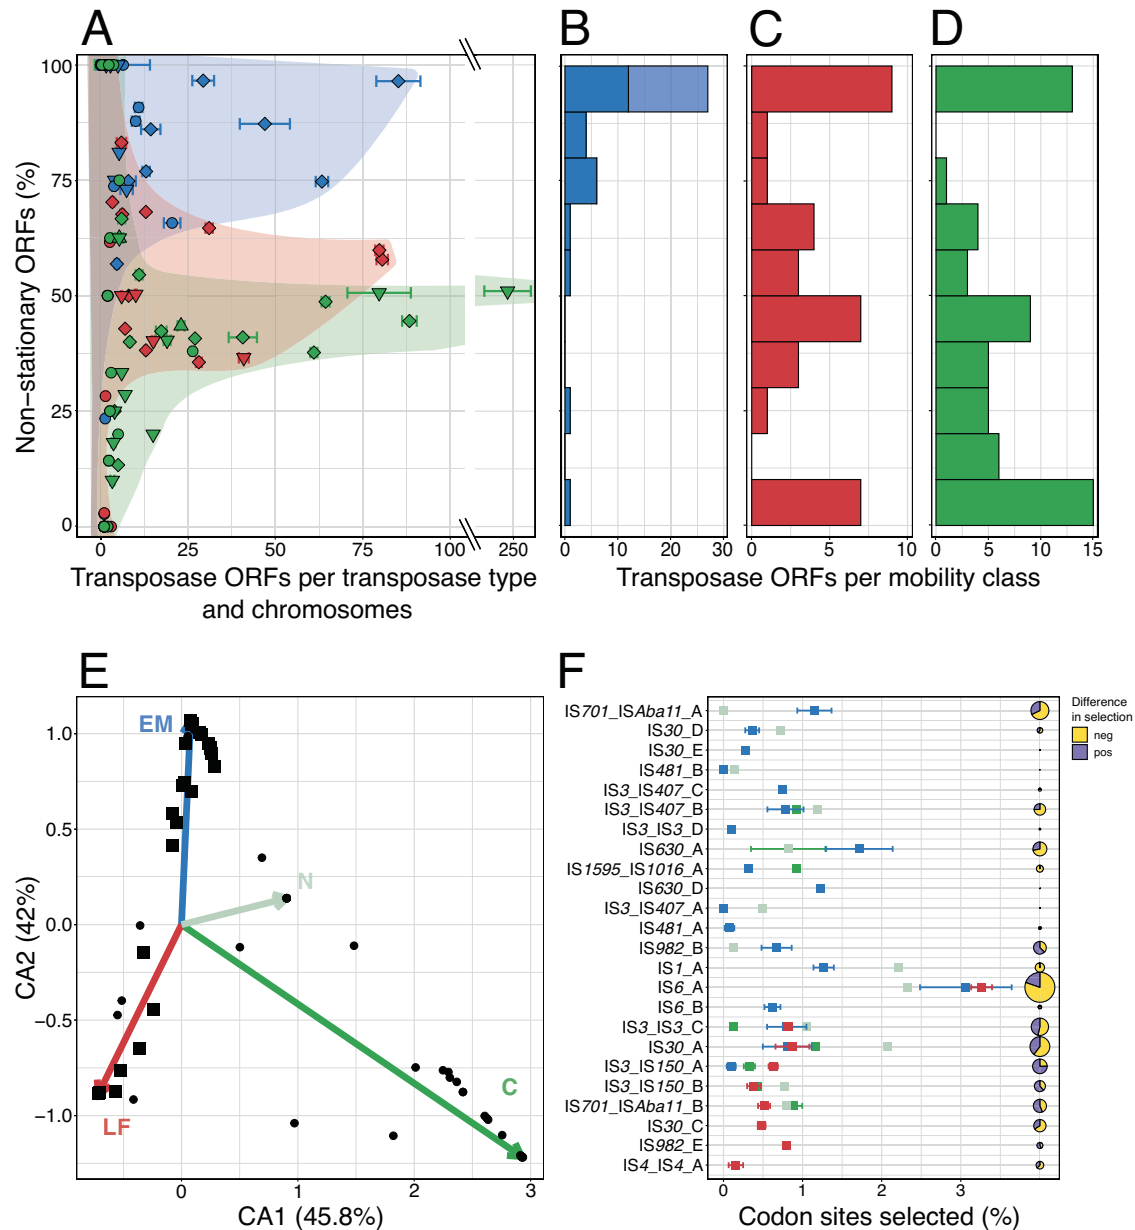 A
B
C
D
100
75
50
25
0
Non−stationary ORFs (%)
0
25
50
75
100
250
0
10
20
30
0
5
10
0
5
10
15
Transposase ORFs per transposase type
and chromosomes
Transposase ORFs per mobility class
E
F
EM
N
C
LF
1.0
0.5
0.0
−0.5
−1.0
CA2 (42%)
0
1
2
3
CA1 (45.8%)
IS701_ISAba11_A
IS30_D
IS30_E
IS481_B
IS3_IS407_C
IS3_IS407_B
IS3_IS3_D
IS630_A
IS1595_IS1016_A
IS630_D
IS3_IS407_A
IS481_A
IS982_B
IS1_A
IS6_A
IS6_B
IS3_IS3_C
IS30_A
IS3_IS150_A
IS3_IS150_B
IS701_ISAba11_B
IS30_C
IS982_E
IS4_IS4_A
0
1
2
3
Codon sites selected (%)
Difference
in selection
neg
pos